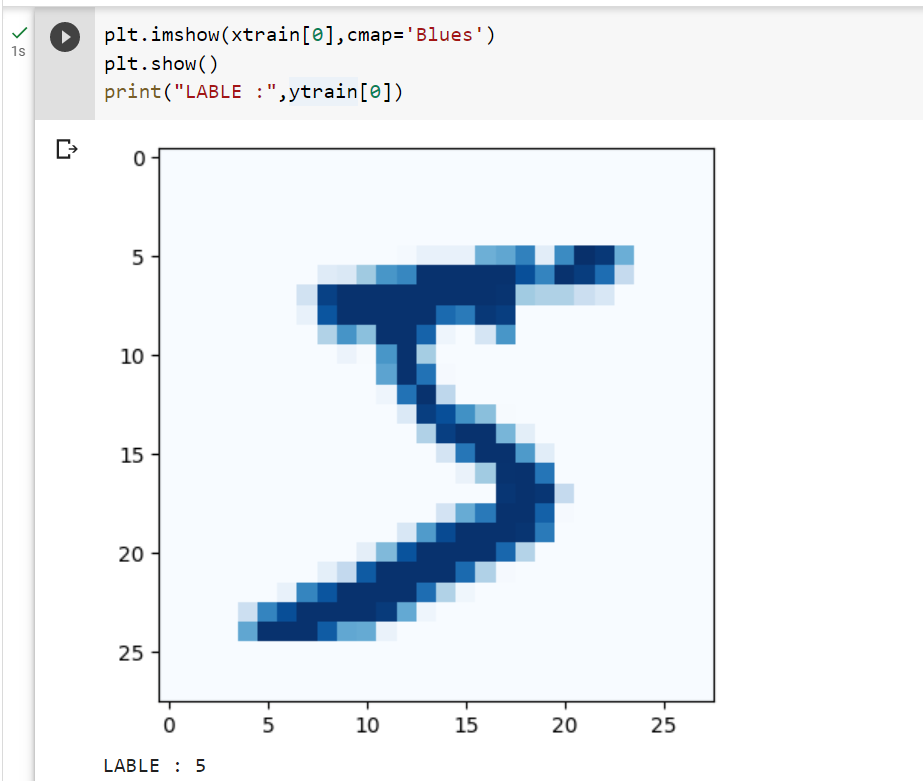 1s
plt.imshow(xtrain[0],cmap='Blues')
plt.show()
print("LABLE :",ytrain[0])
0
5
10
15
20
25
0 5 10 15 20 25
LABLE : 5